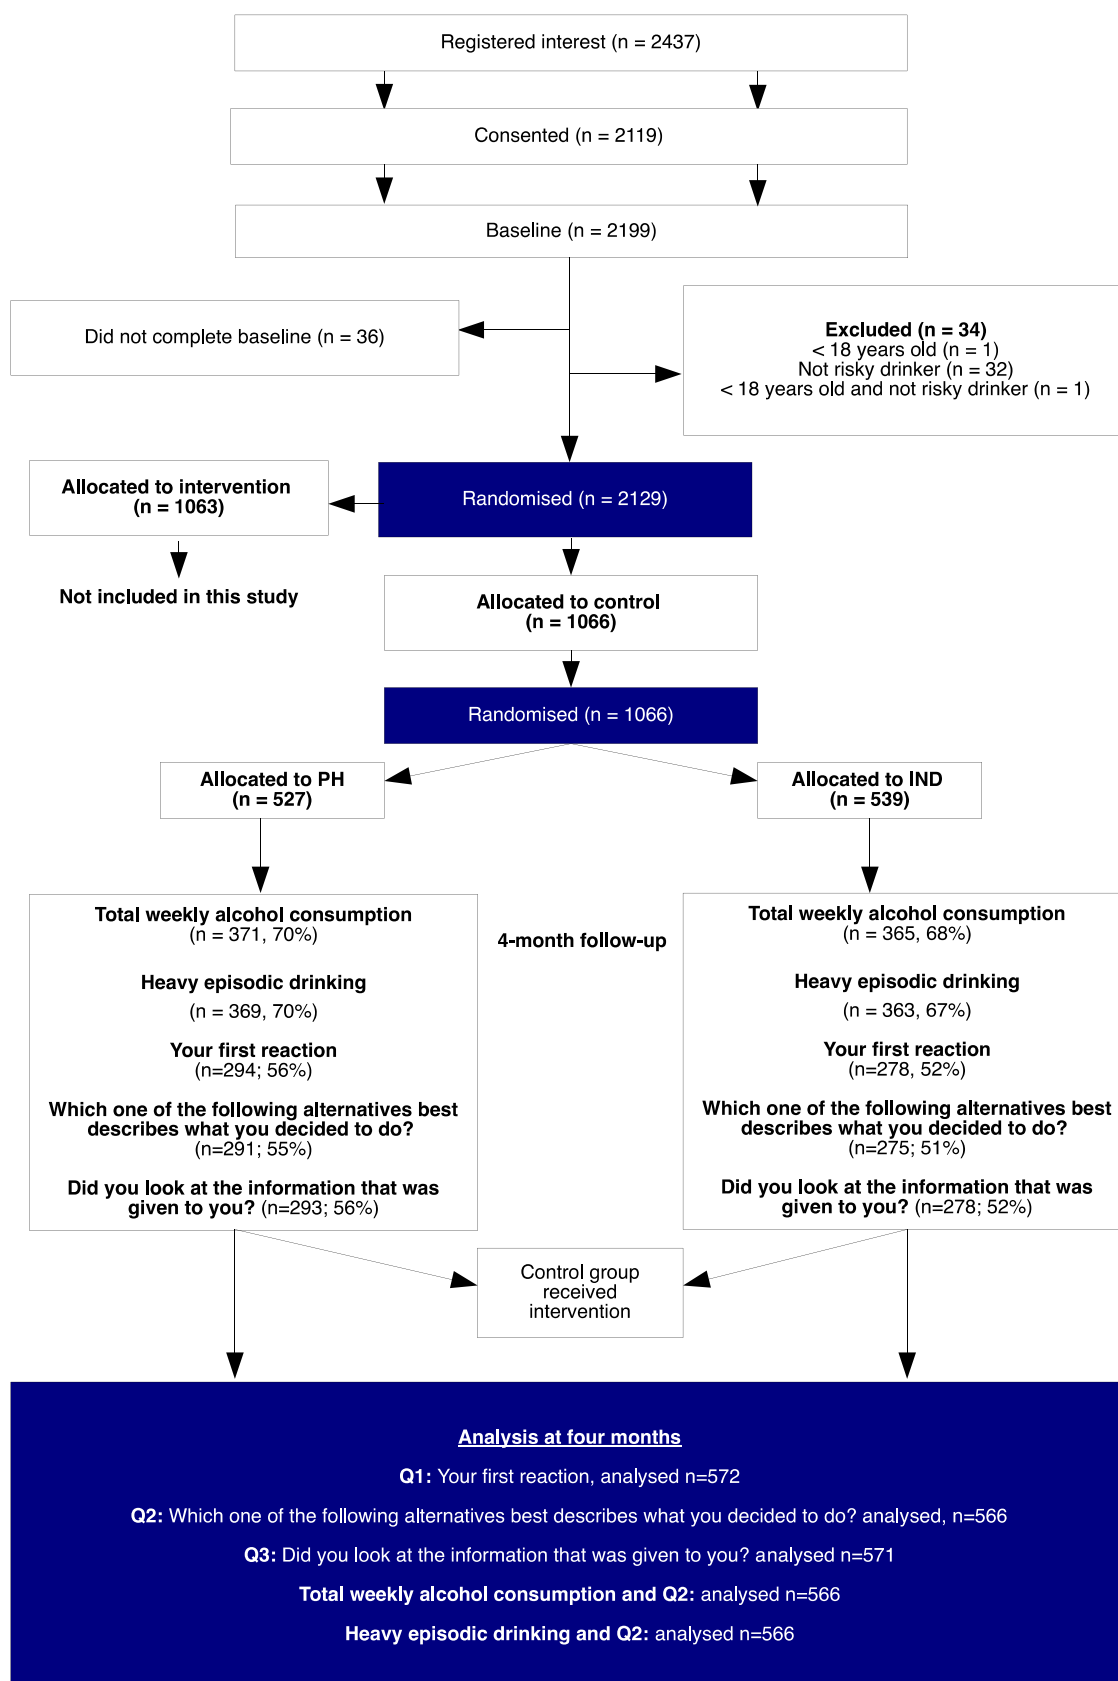 Registered interest (n = 2437)
Consented (n = 2119)
Baseline (n = 2199)
Did not complete baseline (n = 36)
Excluded (n = 34)
< 18 years old (n = 1)
Not risky drinker (n = 32)
< 18 years old and not risky drinker (n = 1)
Allocated to intervention
(n = 1063)
Randomised (n = 2129)
Not included in this study
Allocated to control
(n = 1066)
Randomised (n = 1066)
Allocated to PH
(n = 527)
Allocated to IND
(n = 539)
Total weekly alcohol consumption
(n = 371, 70%)
Heavy episodic drinking
(n = 369, 70%)
Your first reaction
(n=294; 56%)
Which one of the following alternatives best
describes what you decided to do?
(n=291; 55%)
Did you look at the information that was
given to you? (n=293; 56%)
4-month follow-up
Total weekly alcohol consumption
(n = 365, 68%)
Heavy episodic drinking
(n = 363, 67%)
Your first reaction
(n=278, 52%)
Which one of the following alternatives best
describes what you decided to do?
(n=275; 51%)
Did you look at the information that was
given to you? (n=278; 52%)
Control group
received
intervention
Analysis at four months
Q1: Your first reaction, analysed n=572
Q2: Which one of the following alternatives best describes what you decided to do? analysed, n=566
Q3: Did you look at the information that was given to you? analysed n=571
Total weekly alcohol consumption and Q2: analysed n=566
Heavy episodic drinking and Q2: analysed n=566